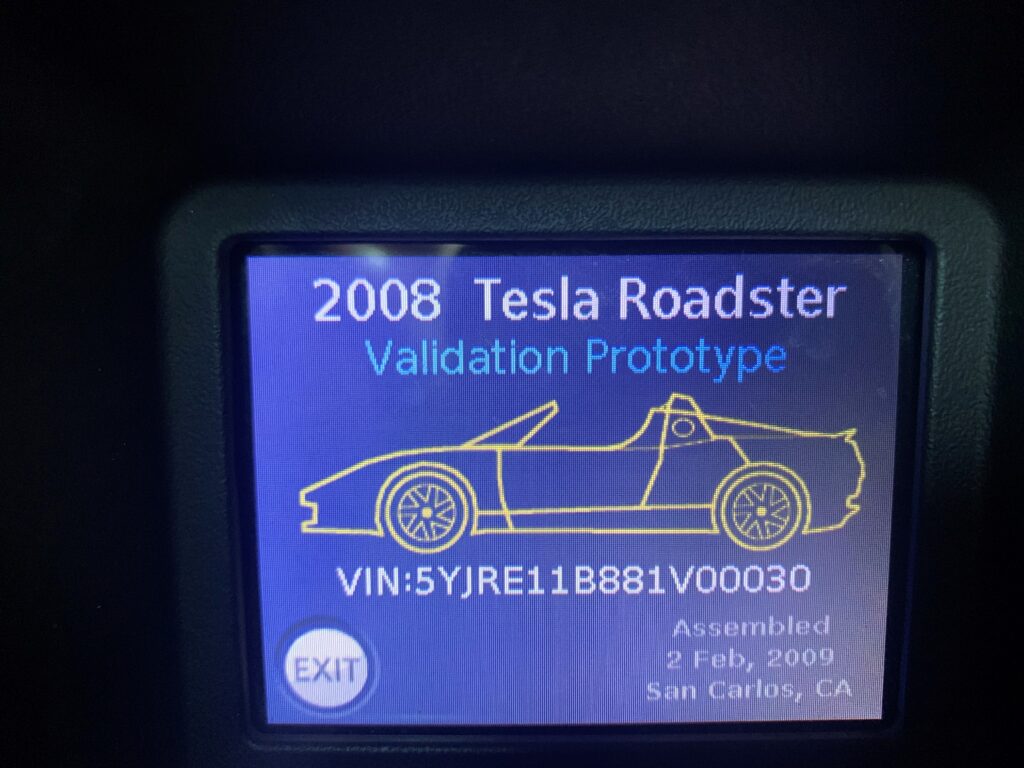 2008 Tesla Roadster
Validation Prototype
VIN:5YJRE11B881V00030
Assembled
2 Feb, 2009
San Carlos, CA
EXIT